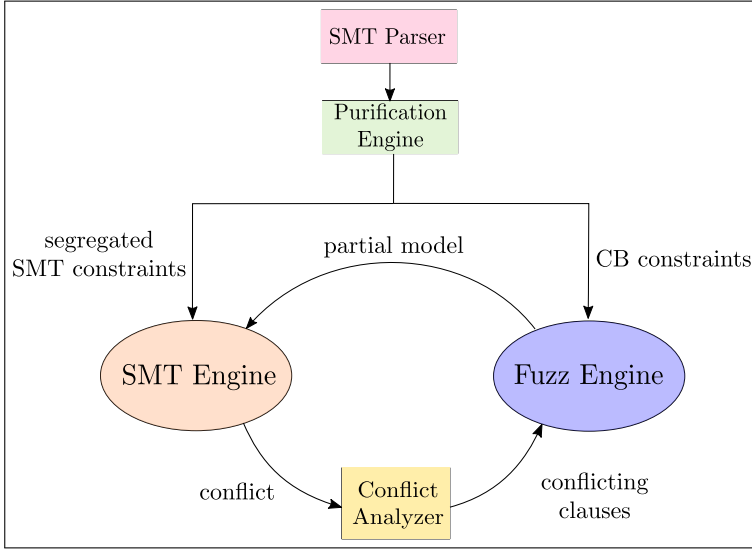 SMT Parser
Purification
Engine
segregated
SMT constraints
partial model
CB constraints
SMT Engine
Fuzz Engine
conflict
Conflict
Analyzer
conflicting
clauses